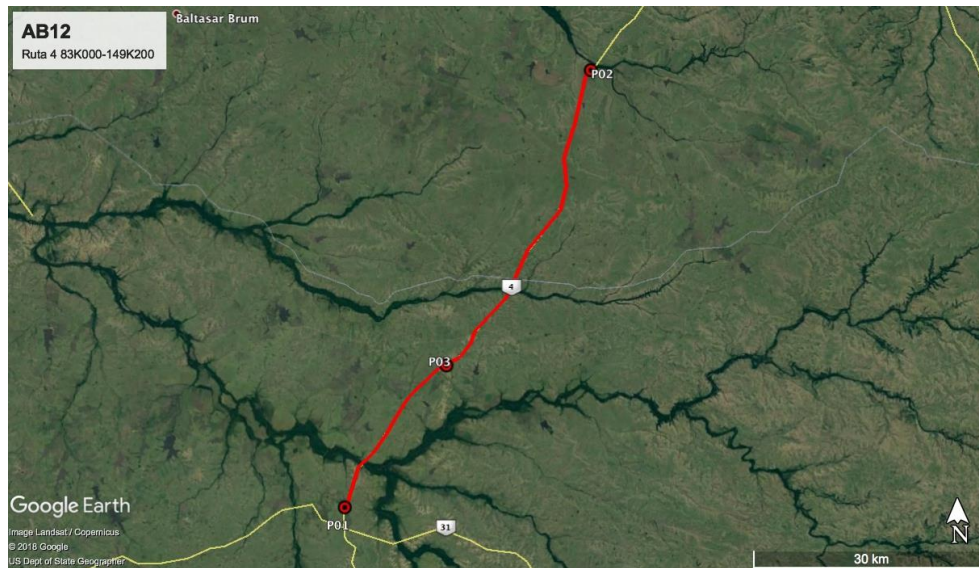 AB12
Ruta 4 83K000-149K200
Baltasar Brum
P02
4
P03
P01
31
Google Earth
Image Landsat / Copernicus
© 2018 Google
US Dept of State Geographer
N
30 km